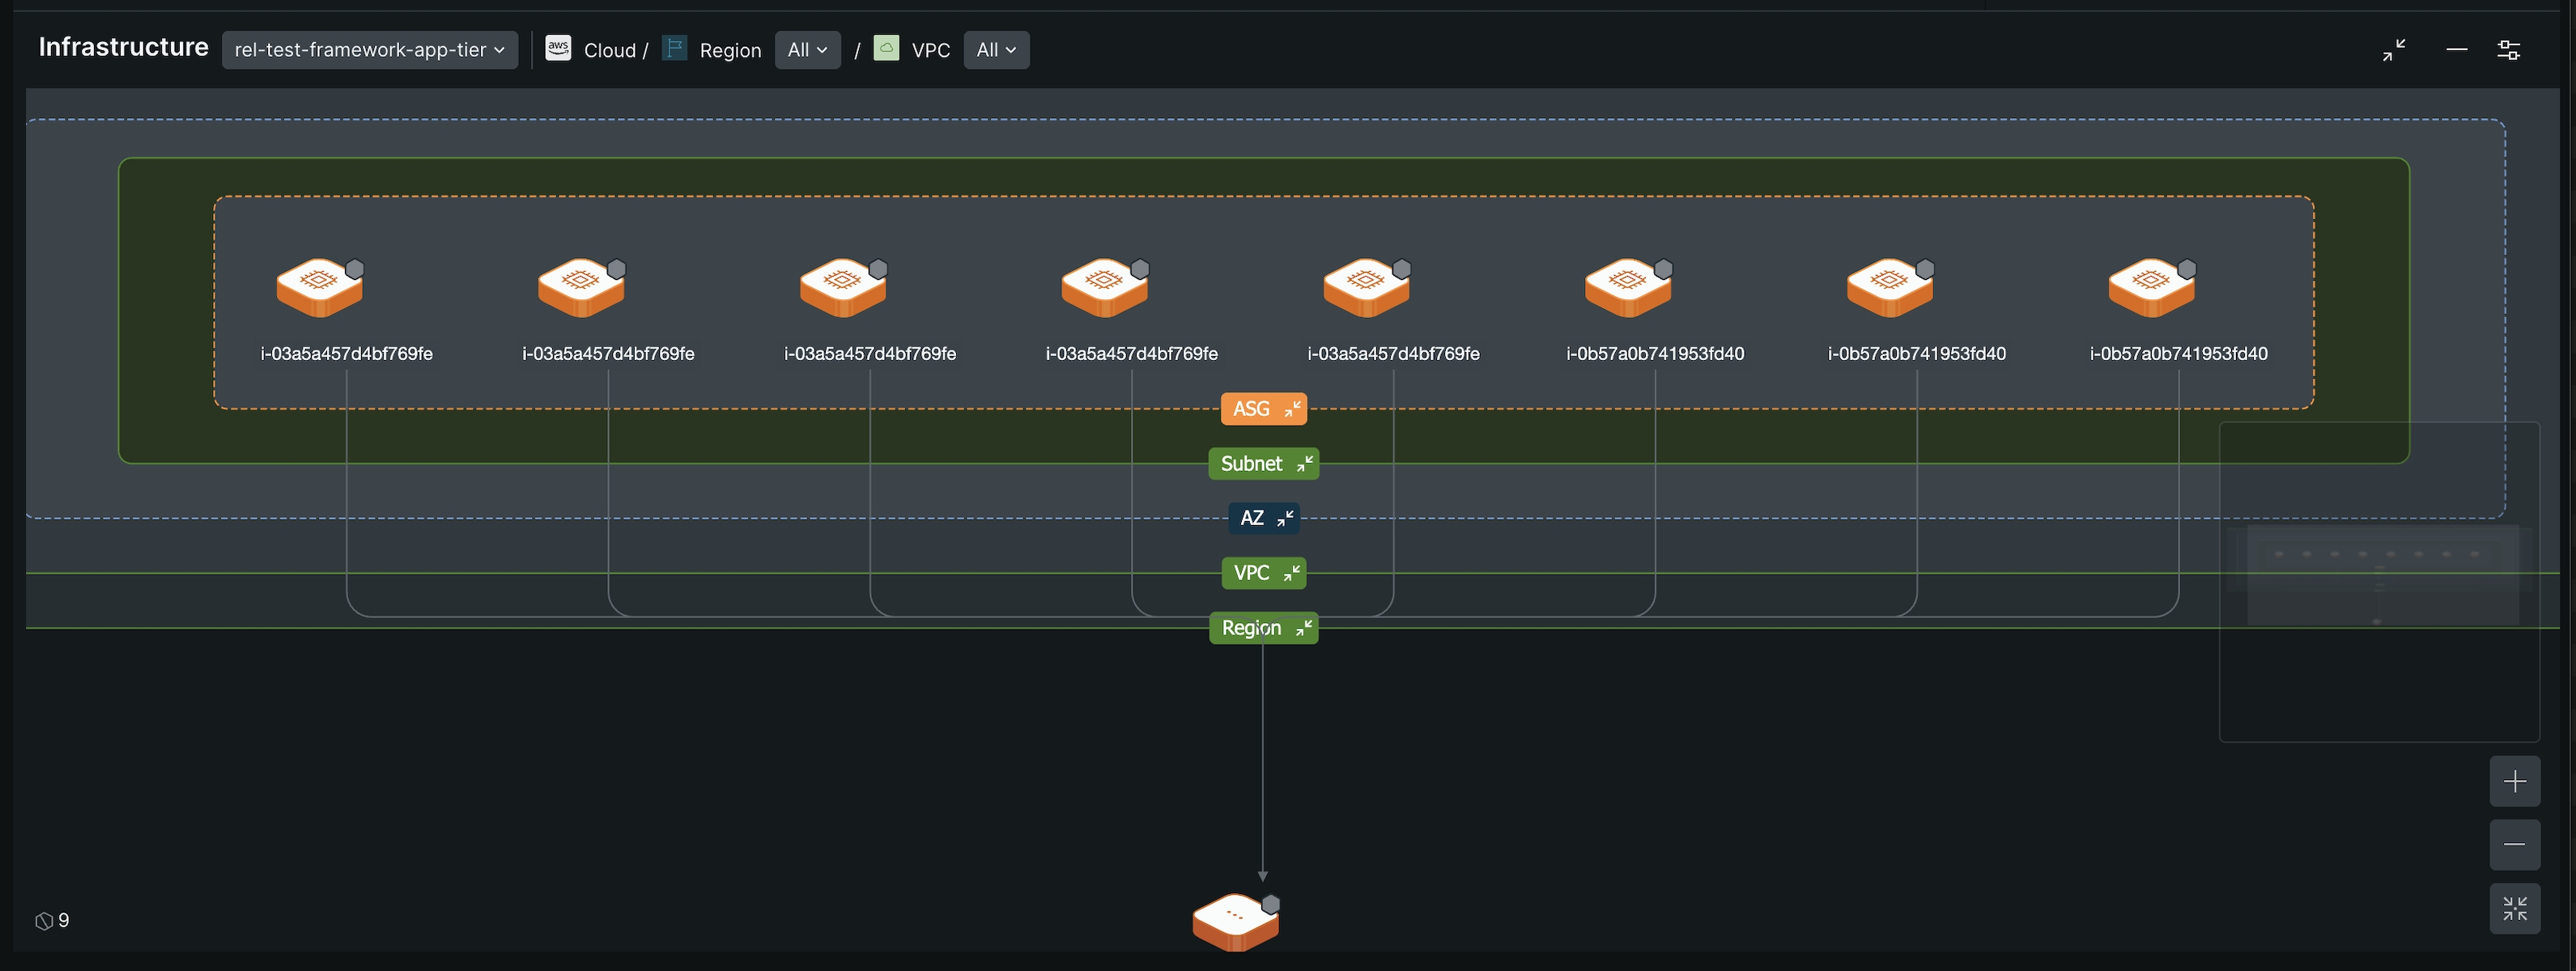 Infrastructure rel-test-framework-app-tier aws Cloud / Region All / VPC All
i-03a5a457d4bf769fe i-03a5a457d4bf769fe i-03a5a457d4bf769fe i-03a5a457d4bf769fe i-03a5a457d4bf769fe i-0b57a0b741953fd40 i-0b57a0b741953fd40 i-0b57a0b741953fd40
ASG
Subnet
AZ
VPC
Region
9